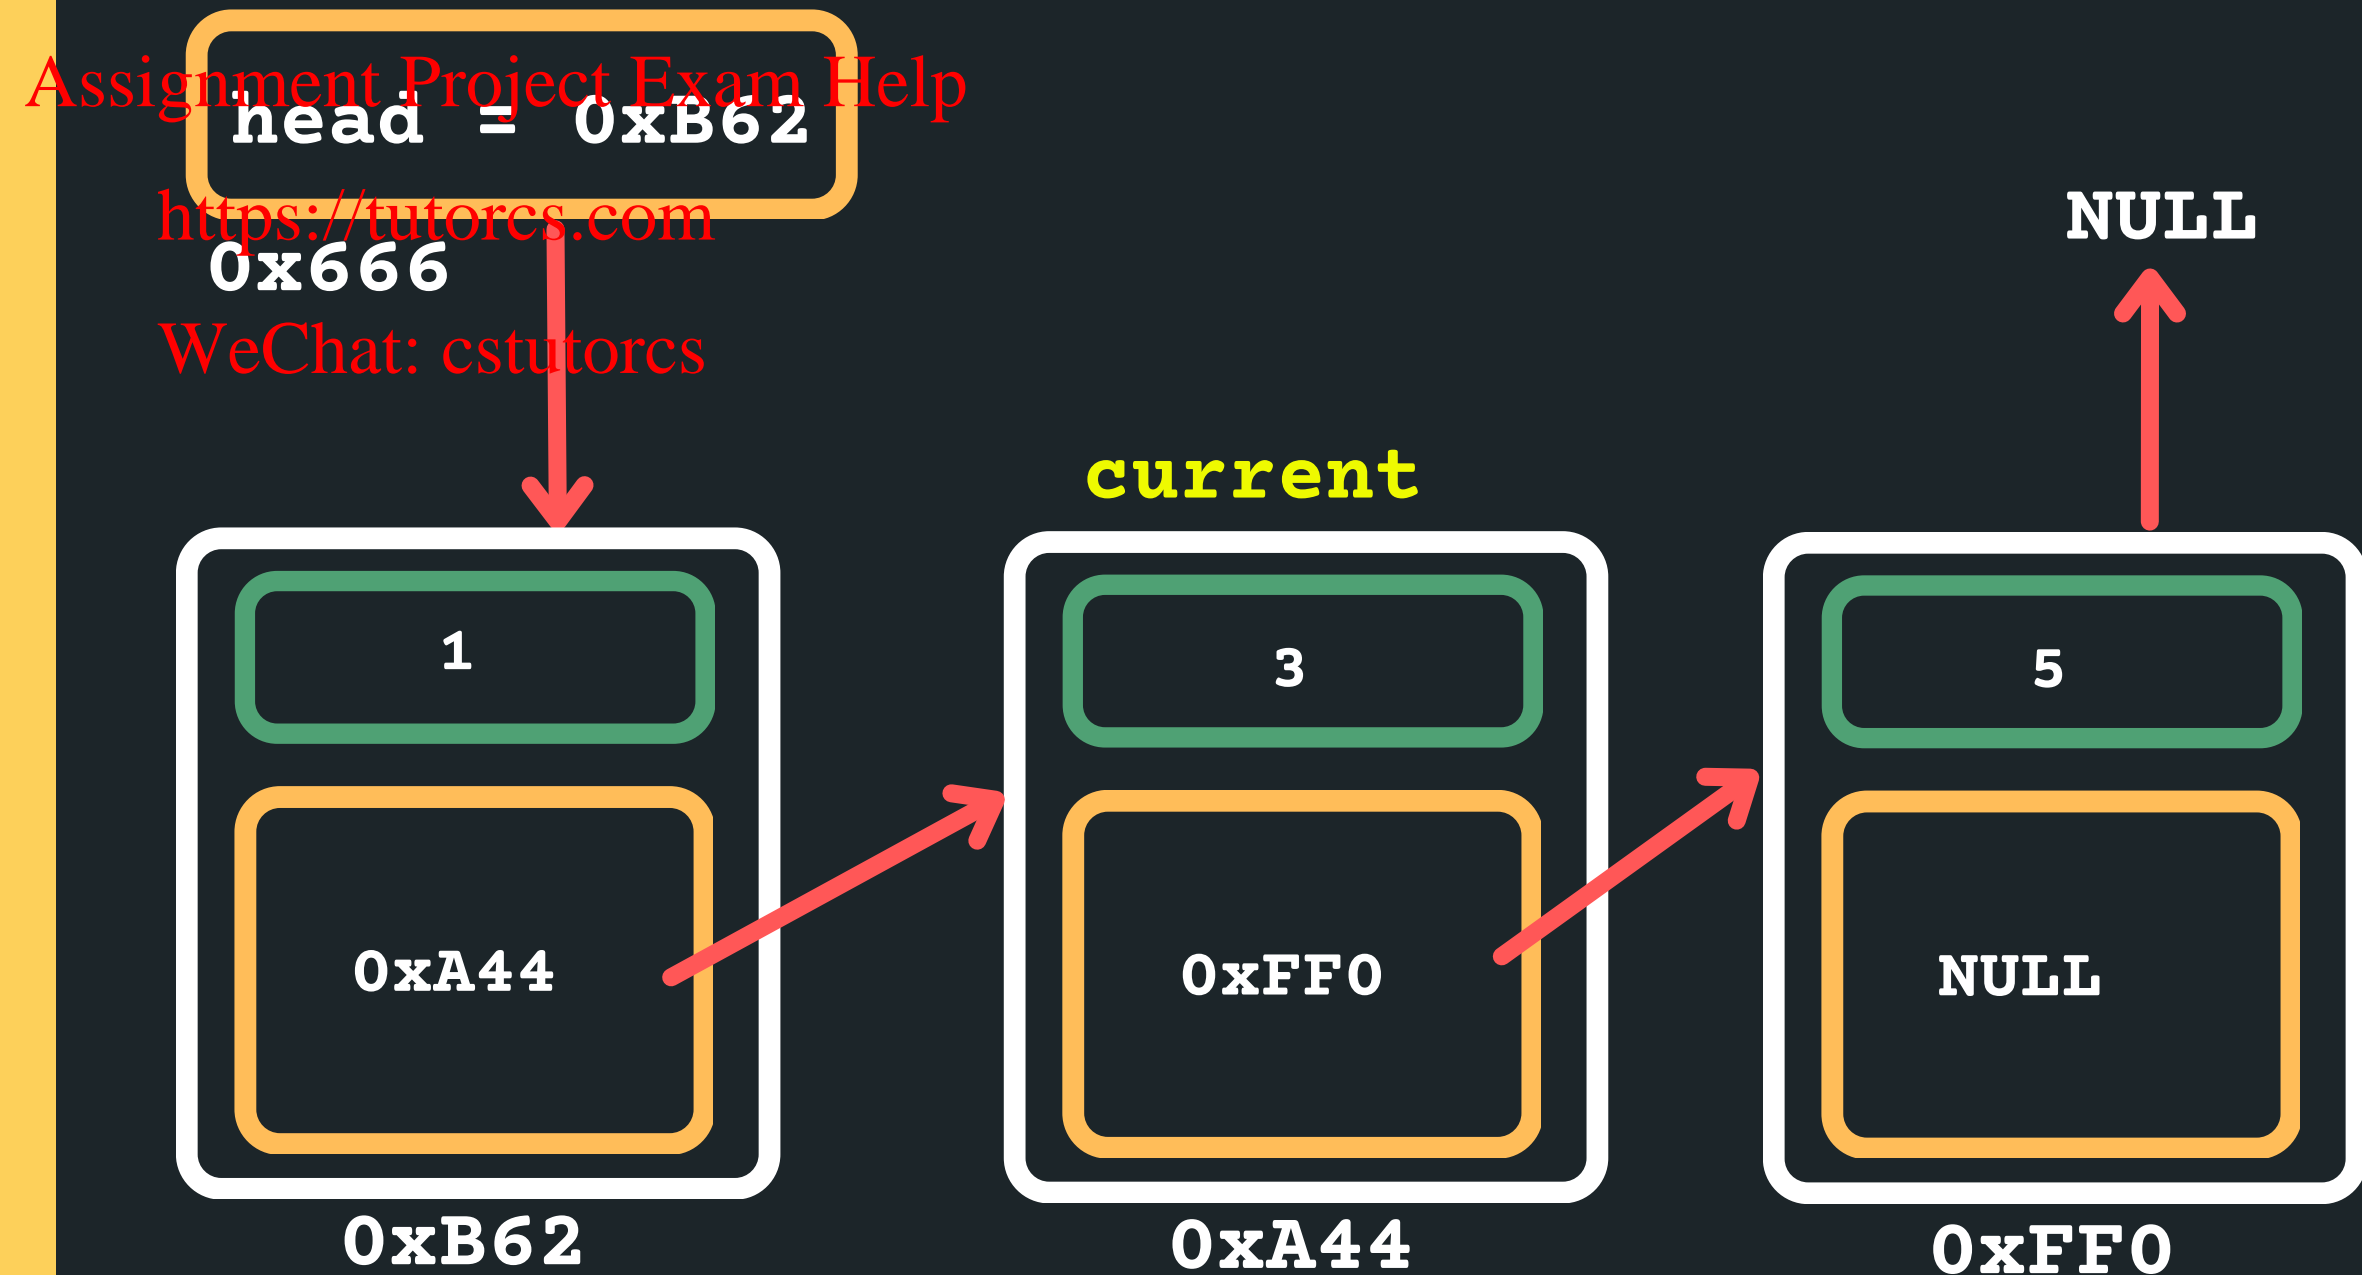 Assignment Project Exam Help
head = 0xB62
https://tutorcs.com
0x666
NULL
WeChat: cstutorcs
current
1
3
5
0xA44
0xFF0
NULL
0xB62
0xA44
0xFF0